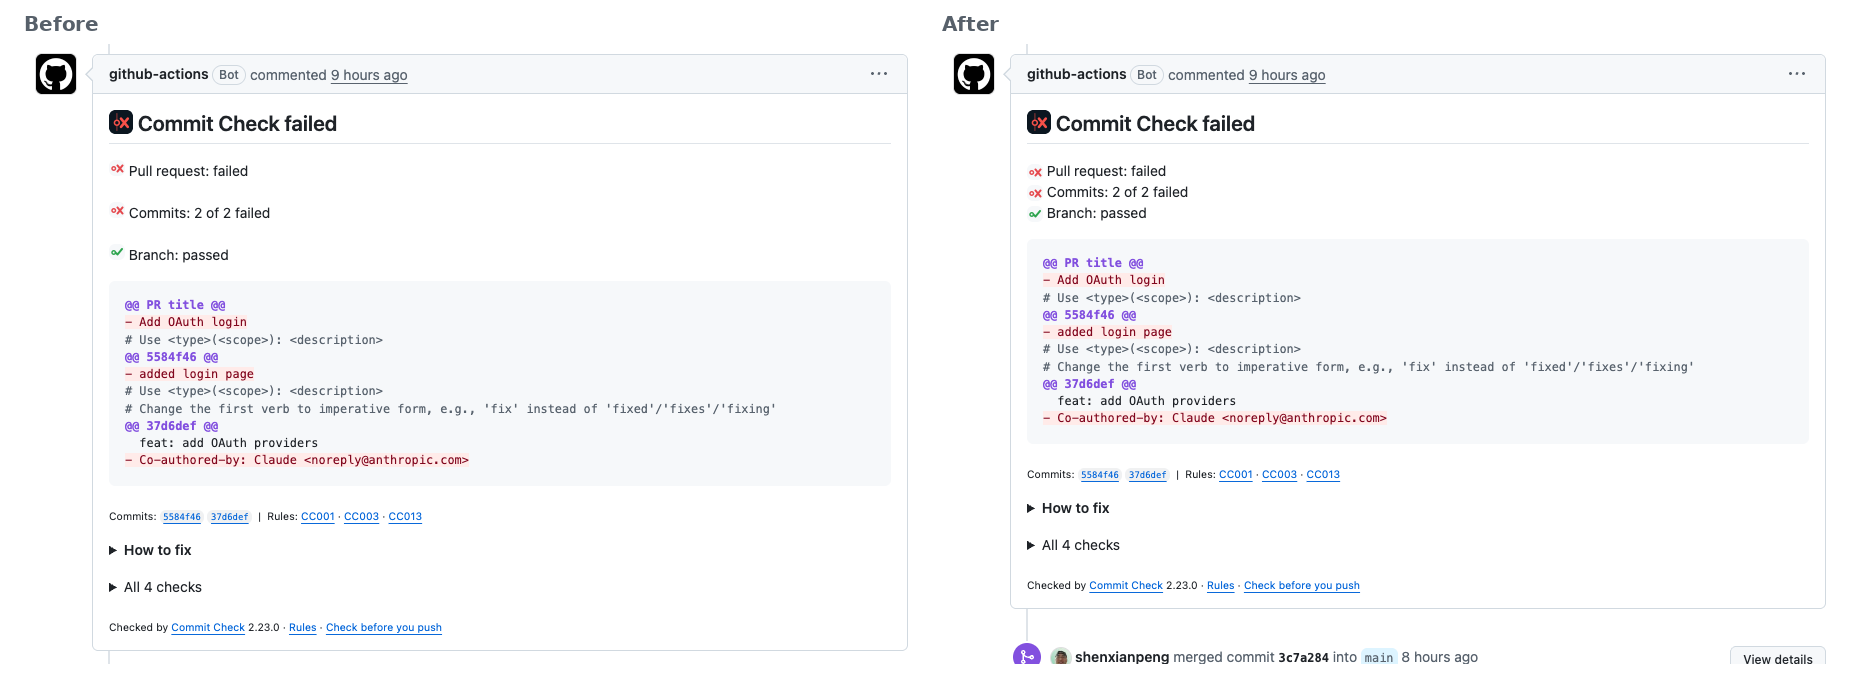 Before
github-actions Bot commented 9 hours ago
Commit Check failed
Pull request: failed
Commits: 2 of 2 failed
Branch: passed
@@ PR title @@
- Add OAuth login
# Use <type>(<scope>): <description>
@@ 5584f46 @@
- added login page
# Use <type>(<scope>): <description>
# Change the first verb to imperative form, e.g., 'fix' instead of 'fixed'/'fixes'/'fixing'
@@ 37d6def @@
feat: add OAuth providers
- Co-authored-by: Claude <noreply@anthropic.com>
Commits: 5584f46 37d6def | Rules: CC001 · CC003 · CC013
How to fix
All 4 checks
Checked by Commit Check 2.23.0 · Rules · Check before you push
After
github-actions Bot commented 9 hours ago
Commit Check failed
Pull request: failed
Commits: 2 of 2 failed
Branch: passed
@@ PR title @@
- Add OAuth login
# Use <type>(<scope>): <description>
@@ 5584f46 @@
- added login page
# Use <type>(<scope>): <description>
# Change the first verb to imperative form, e.g., 'fix' instead of 'fixed'/'fixes'/'fixing'
@@ 37d6def @@
feat: add OAuth providers
- Co-authored-by: Claude <noreply@anthropic.com>
Commits: 5584f46 37d6def | Rules: CC001 · CC003 · CC013
How to fix
All 4 checks
Checked by Commit Check 2.23.0 · Rules · Check before you push
shenxianpeng merged commit 3c7a284 into main 8 hours ago
View details